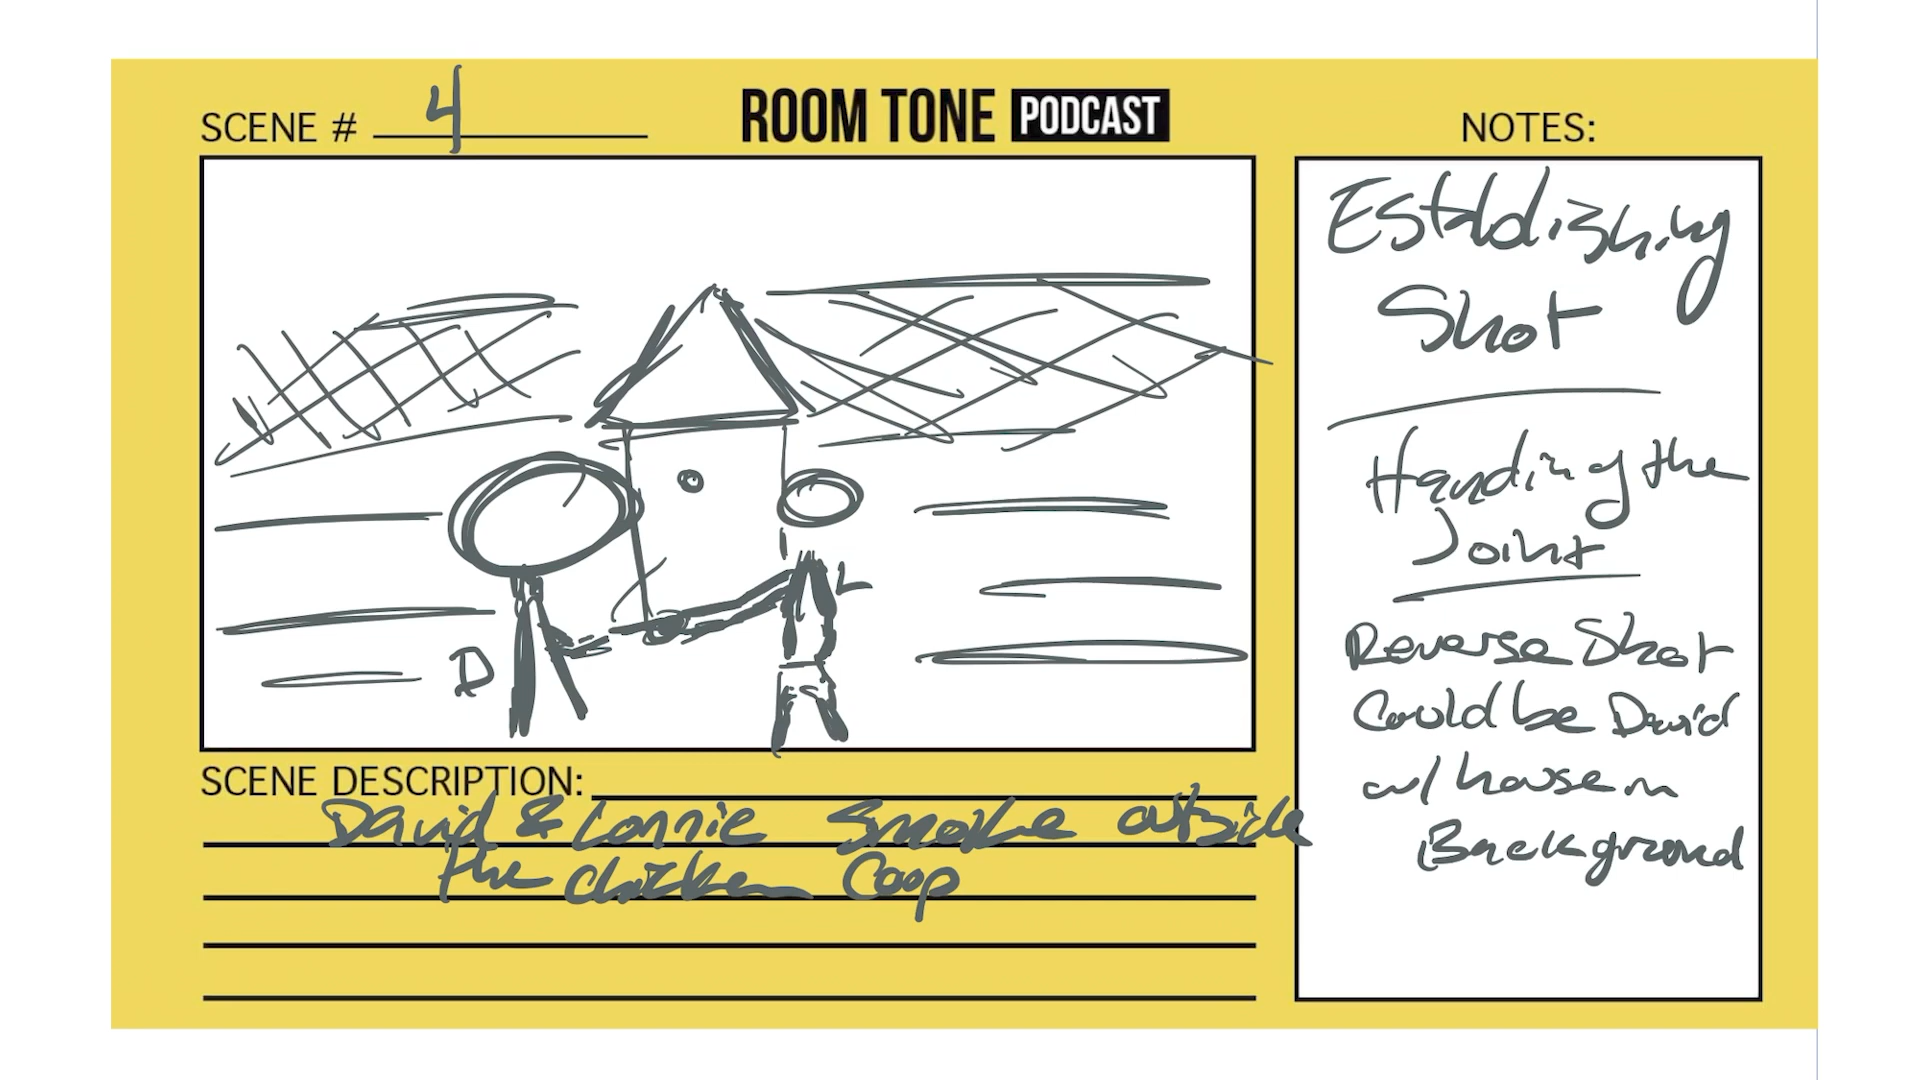 SCENE # 4
ROOM TONE PODCAST
NOTES:
Establishing
Shot
Handing the
Joint
Reverse Shot
Could be David
w/ house in
Background
L
D
SCENE DESCRIPTION:
David & Lonnie Smoke outside
the chicken Coop